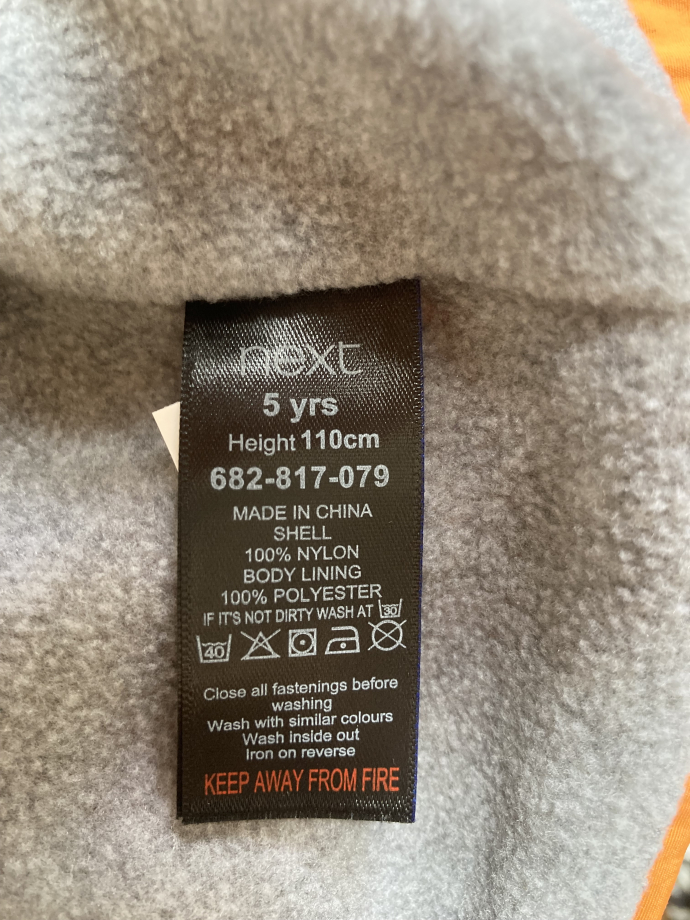 next
5 yrs
Height 110cm
682-817-079
MADE IN CHINA
SHELL
100% NYLON
BODY LINING
100% POLYESTER
IF IT'S NOT DIRTY WASH AT 30
40
Close all fastenings before
washing
Wash with similar colours
Wash inside out
Iron on reverse
KEEP AWAY FROM FIRE